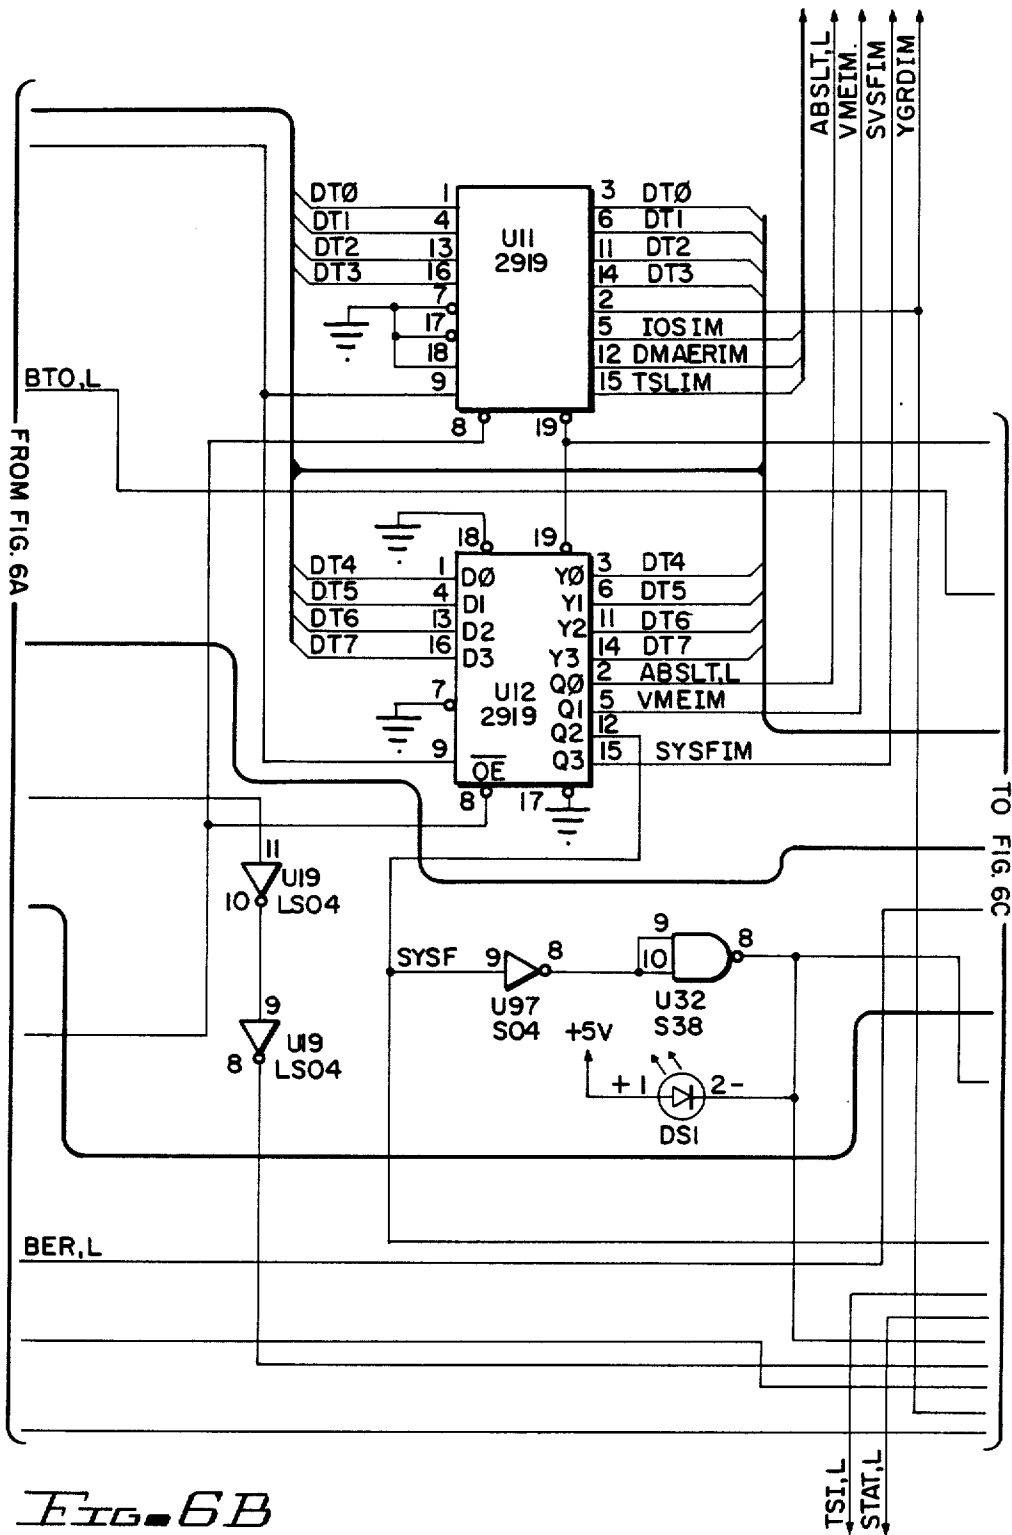 ABSLT,L
VMEIM.
SVSFIM
YGRDIM
DTØ 1 3 DTØ
DT1 4 6 DT1
DT2 13 11 DT2
DT3 16 14 DT3
U11
2919
7 2
17 5 IOSIM
18 12 DMAERIM
9 15 TSLIM
8 19
BTO,L
FROM FIG. 6A
18 19
DT4 1 DØ YØ 3 DT4
DT5 4 D1 Y1 6 DT5
DT6 13 D2 Y2 11 DT6
DT7 16 D3 Y3 14 DT7
QØ 2 ABSLT,L
7 U12 Q1 5 VMEIM
2919 Q2 12
9 OE Q3 15 SYSFIM
8 17
TO FIG. 6C
11
U19
10 LS04
9
U19
8 LS04
SYSF 9 8
U97
S04
9
10 8
U32
S38
+5V
+ 1 2 -
DS1
BER,L
TSI,L
STAT,L
FIG. 6B